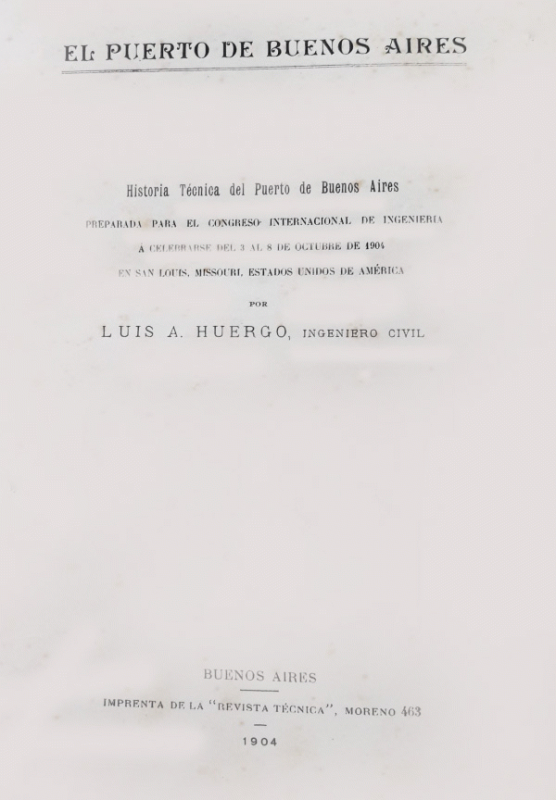 EL PUERTO DE BUENOS AIRES
Historia Técnica del Puerto de Buenos Aires
PREPARADA PARA EL CONGRESO INTERNACIONAL DE INGENIERIA
Á CELEBRARSE DEL 3 AL 8 DE OCTUBRE DE 1904
EN SAN LOUIS, MISSOURI, ESTADOS UNIDOS DE AMÉRICA
POR
LUIS A. HUERGO, INGENIERO CIVIL
BUENOS AIRES
IMPRENTA DE LA "REVISTA TÉCNICA", MORENO 463
1904